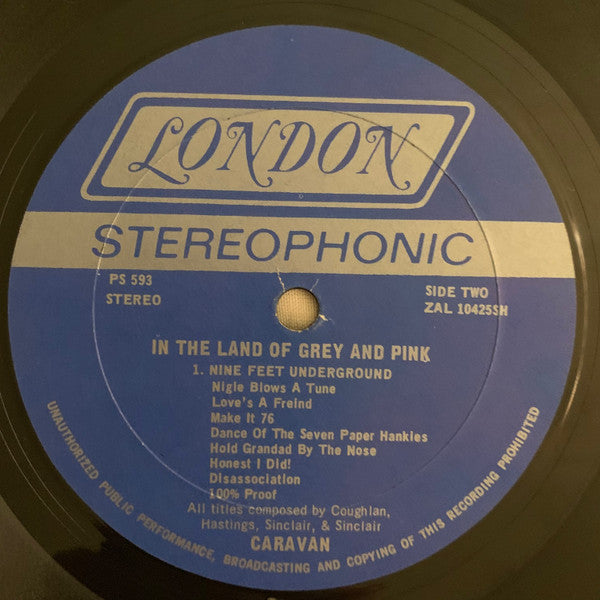 LONDON
STEREOPHONIC
PS 593
STEREO
SIDE TWO
ZAL 10425SH
IN THE LAND OF GREY AND PINK
1. NINE FEET UNDERGROUND
Nigle Blows A Tune
Love's A Freind
Make It 76
Dance Of The Seven Paper Hankies
Hold Grandad By The Nose
Honest I Did!
Disassociation
100% Proof
All titles composed by Coughlan,
Hastings, Sinclair, & Sinclair
CARAVAN
UNAUTHORIZED PUBLIC PERFORMANCE, BROADCASTING AND COPYING OF THIS RECORDING PROHIBITED